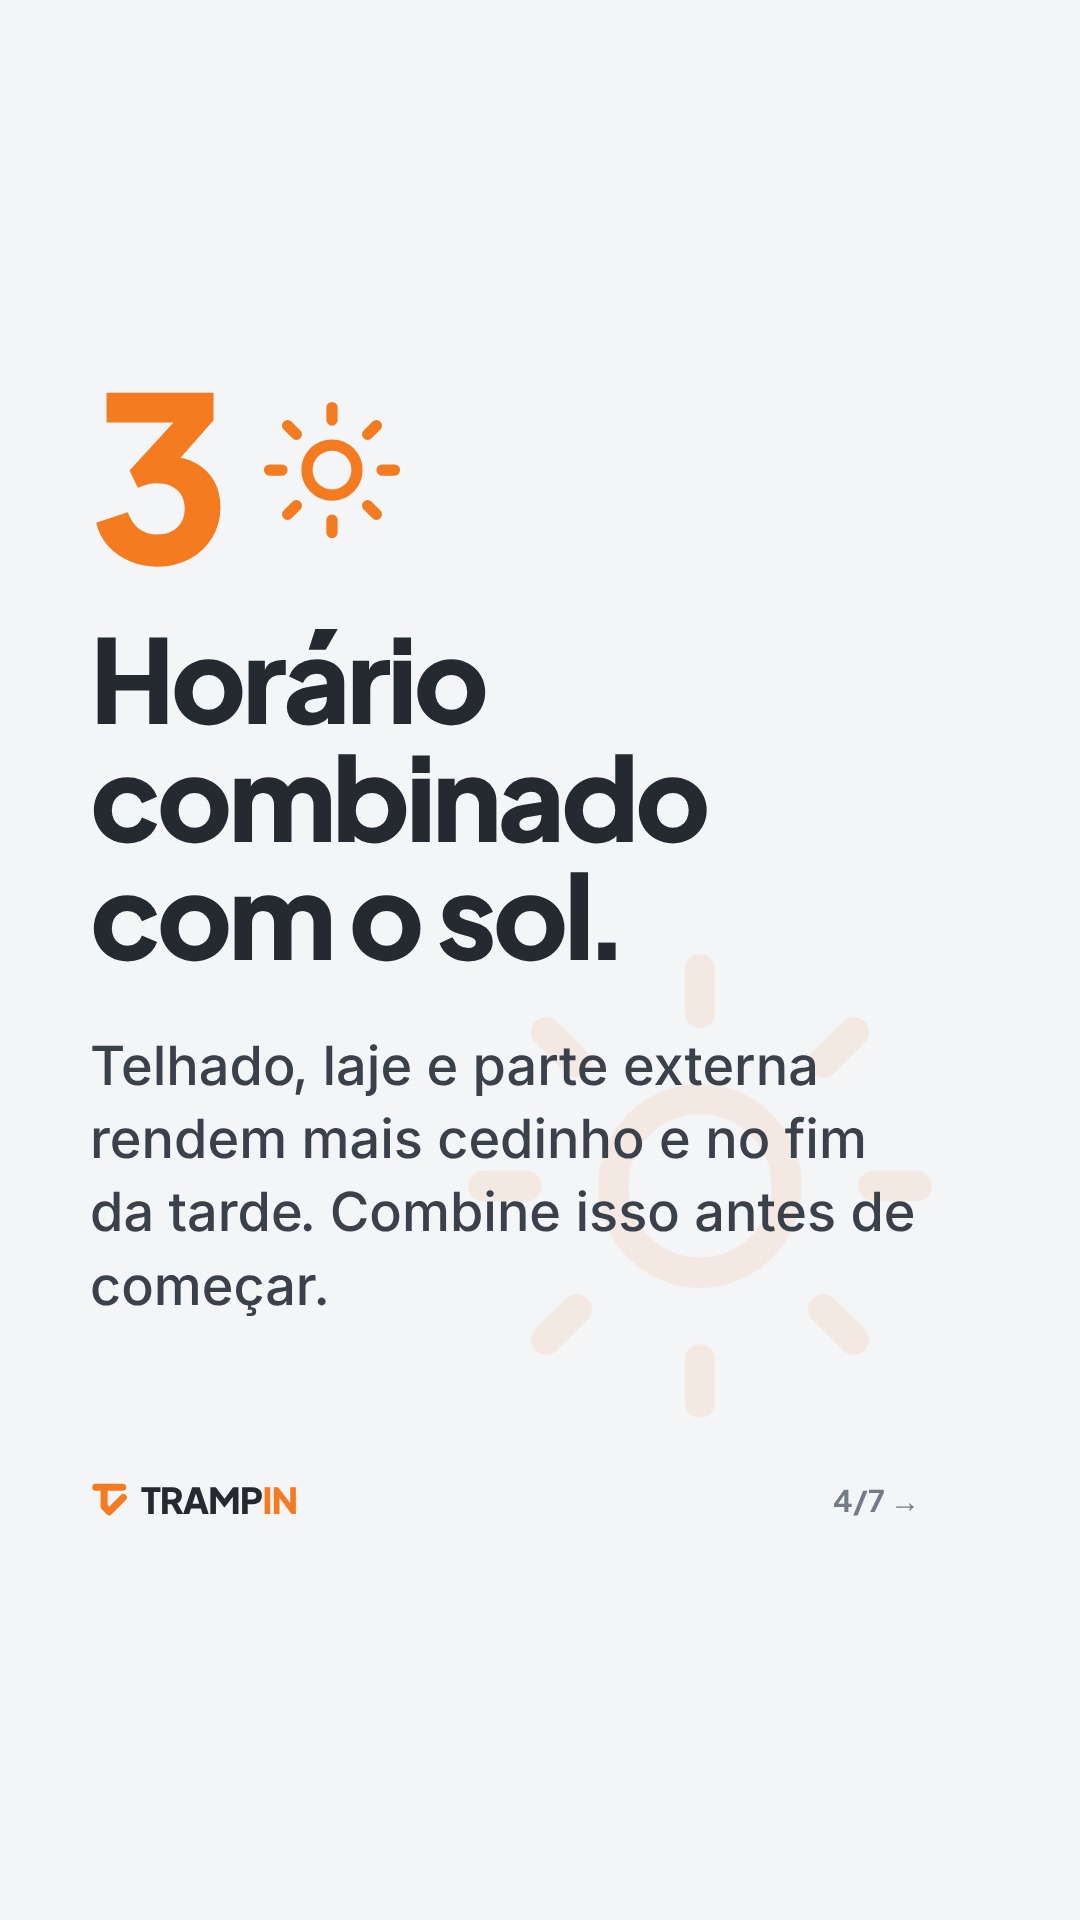 3
Horário
combinado
com o sol.
Telhado, laje e parte externa
rendem mais cedinho e no fim
da tarde. Combine isso antes de
começar.
TRAMPIN
4/7 →